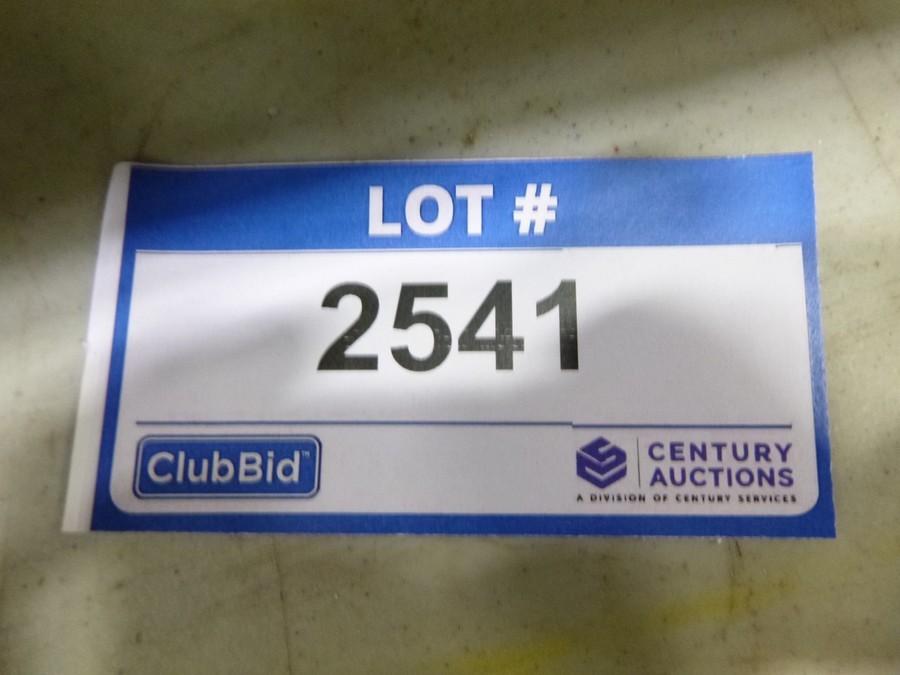 LOT #
2541
ClubBid™
CENTURY
AUCTIONS
A DIVISION OF CENTURY SERVICES